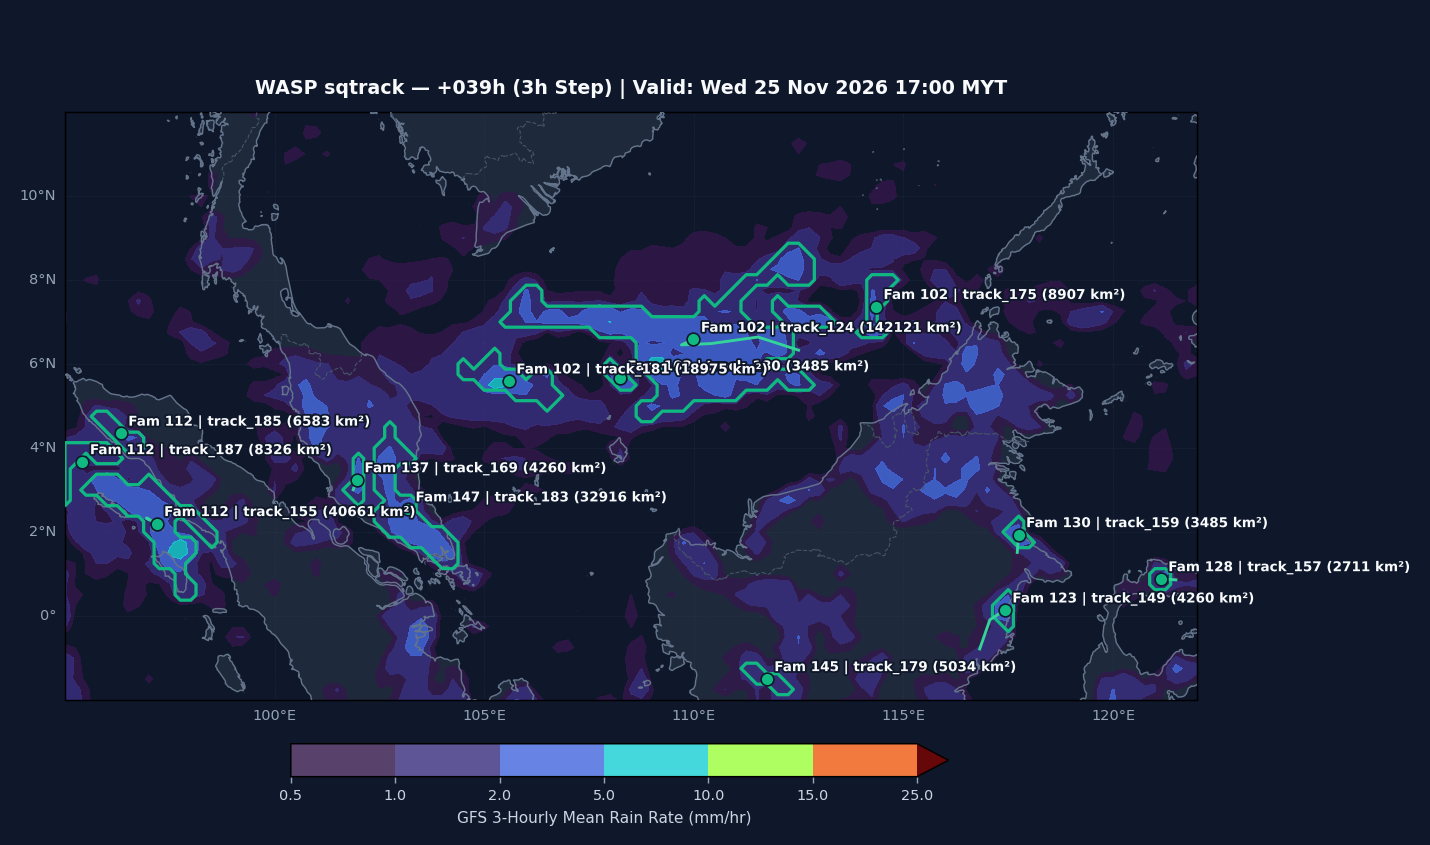 WASP sqtrack — +039h (3h Step) | Valid: Wed 25 Nov 2026 17:00 MYT
10°N
8°N
6°N
4°N
2°N
0°
Fam 102 | track_175 (8907 km²)
Fam 102 | track_124 (142121 km²)
Fam 102 | track_181 (18975 km²)
(3485 km²)
Fam 112 | track_185 (6583 km²)
Fam 112 | track_187 (8326 km²)
Fam 137 | track_169 (4260 km²)
Fam 147 | track_183 (32916 km²)
Fam 112 | track_155 (40661 km²)
Fam 130 | track_159 (3485 km²)
Fam 128 | track_157 (2711 km²)
Fam 123 | track_149 (4260 km²)
Fam 145 | track_179 (5034 km²)
100°E
105°E
110°E
115°E
120°E
0.5
1.0
2.0
5.0
10.0
15.0
25.0
GFS 3-Hourly Mean Rain Rate (mm/hr)